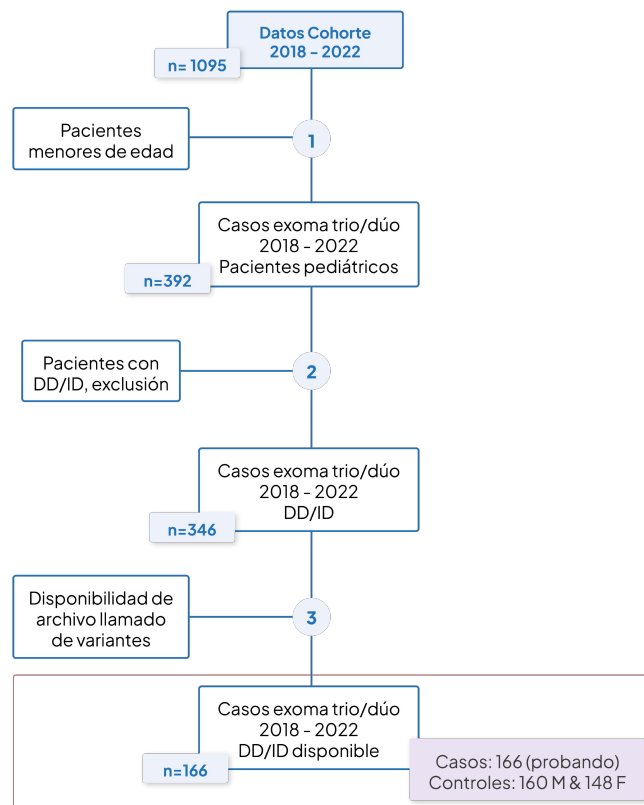 Datos Cohorte
2018 - 2022
n= 1095
Pacientes
menores de edad
1
Casos exoma trio/dúo
2018 - 2022
Pacientes pediátricos
n=392
Pacientes con
DD/ID, exclusión
2
Casos exoma trio/dúo
2018 - 2022
DD/ID
n=346
Disponibilidad de
archivo llamado
de variantes
3
Casos exoma trio/dúo
2018 - 2022
DD/ID disponible
n=166
Casos: 166 (probando)
Controles: 160 M & 148 F